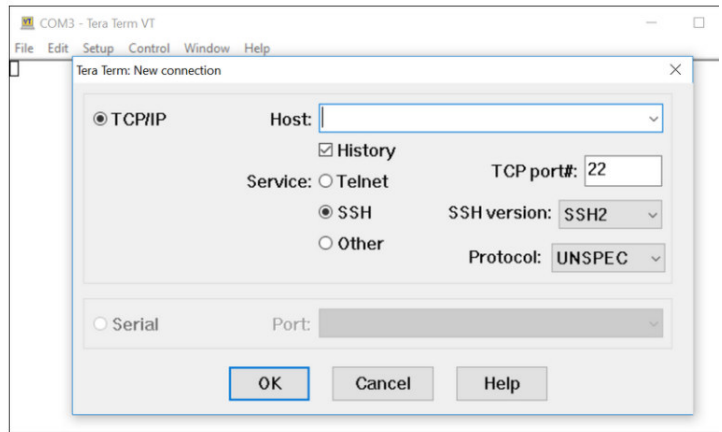 COM3 - Tera Term VT
File Edit Setup Control Window Help
Tera Term: New connection
TCP/IP Host:
History
Service: Telnet TCP port#: 22
SSH SSH version: SSH2
Other Protocol: UNSPEC
Serial Port:
OK Cancel Help